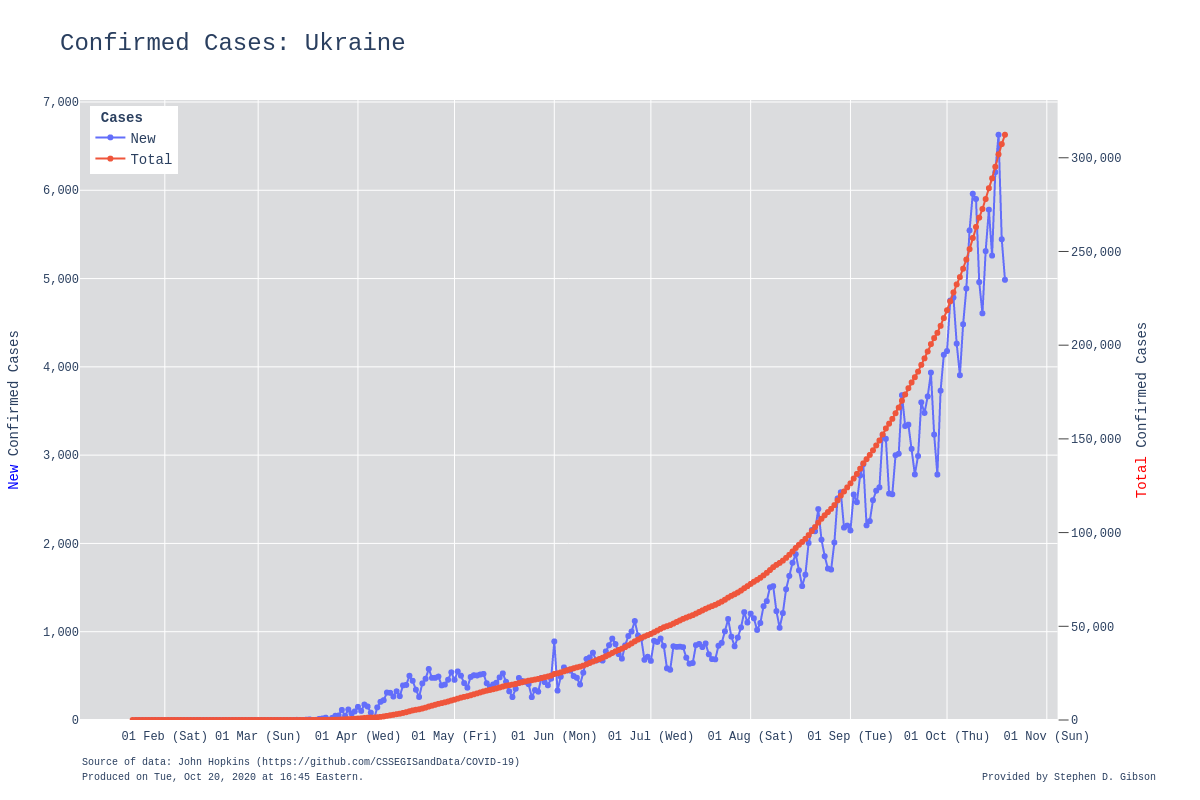 Confirmed Cases: Ukraine
Cases
New
Total
7,000
6,000
5,000
4,000
3,000
2,000
1,000
0
New Confirmed Cases
300,000
250,000
200,000
150,000
100,000
50,000
0
Total Confirmed Cases
01 Feb (Sat) 01 Mar (Sun) 01 Apr (Wed) 01 May (Fri) 01 Jun (Mon) 01 Jul (Wed) 01 Aug (Sat) 01 Sep (Tue) 01 Oct (Thu) 01 Nov (Sun)
Source of data: John Hopkins (https://github.com/CSSEGISandData/COVID-19)
Produced on Tue, Oct 20, 2020 at 16:45 Eastern.
Provided by Stephen D. Gibson